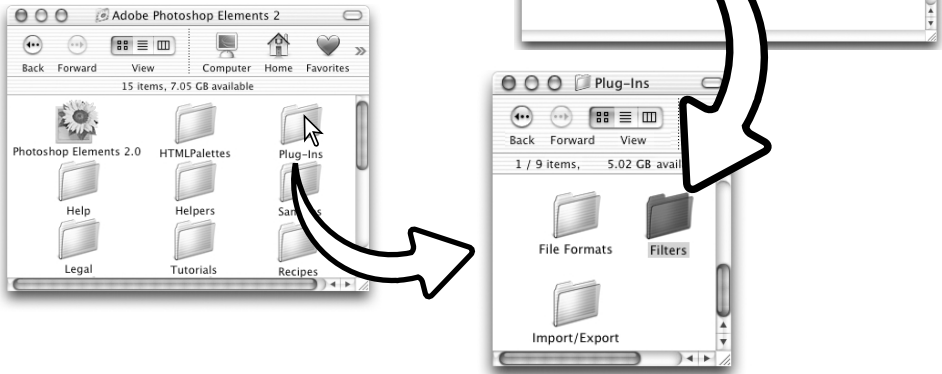 Adobe Photoshop Elements 2
Back Forward View Computer Home Favorites
15 items, 7.05 GB available
Photoshop Elements 2.0 HTMLPalettes Plug-Ins
Help Helpers
Legal Tutorials Recipes
Plug-Ins
Back Forward View
1 / 9 items, 5.02 GB avail
File Formats Filters
Import/Export